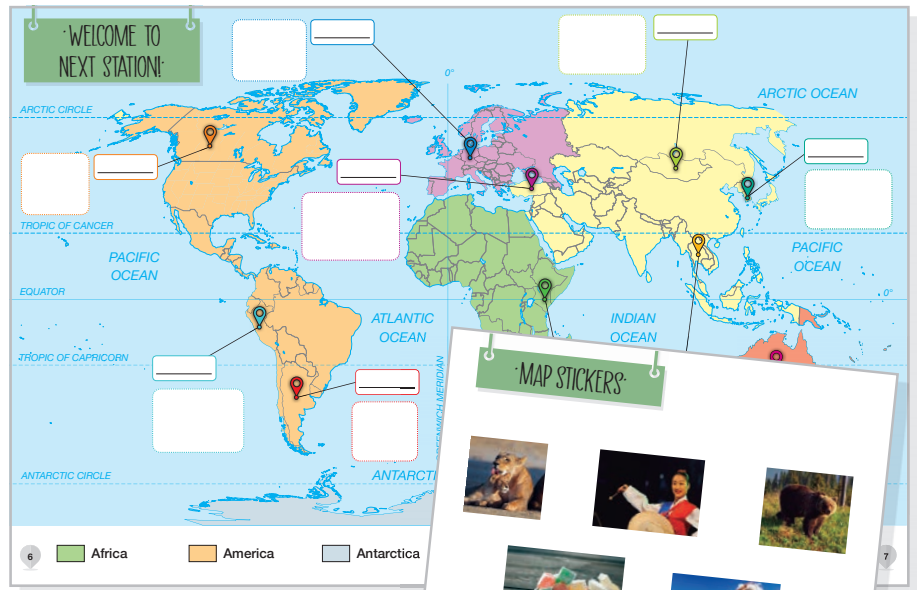 ·WELCOME TO
NEXT STATION!·
0°
ARCTIC OCEAN
ARCTIC CIRCLE
TROPIC OF CANCER
PACIFIC
OCEAN
PACIFIC
OCEAN
EQUATOR
0°
ATLANTIC
OCEAN
INDIAN
OCEAN
TROPIC OF CAPRICORN
GREENWICH MERIDIAN
·MAP STICKERS·
ANTARCTIC CIRCLE
ANTARCTI
6
Africa
America
Antarctica
7